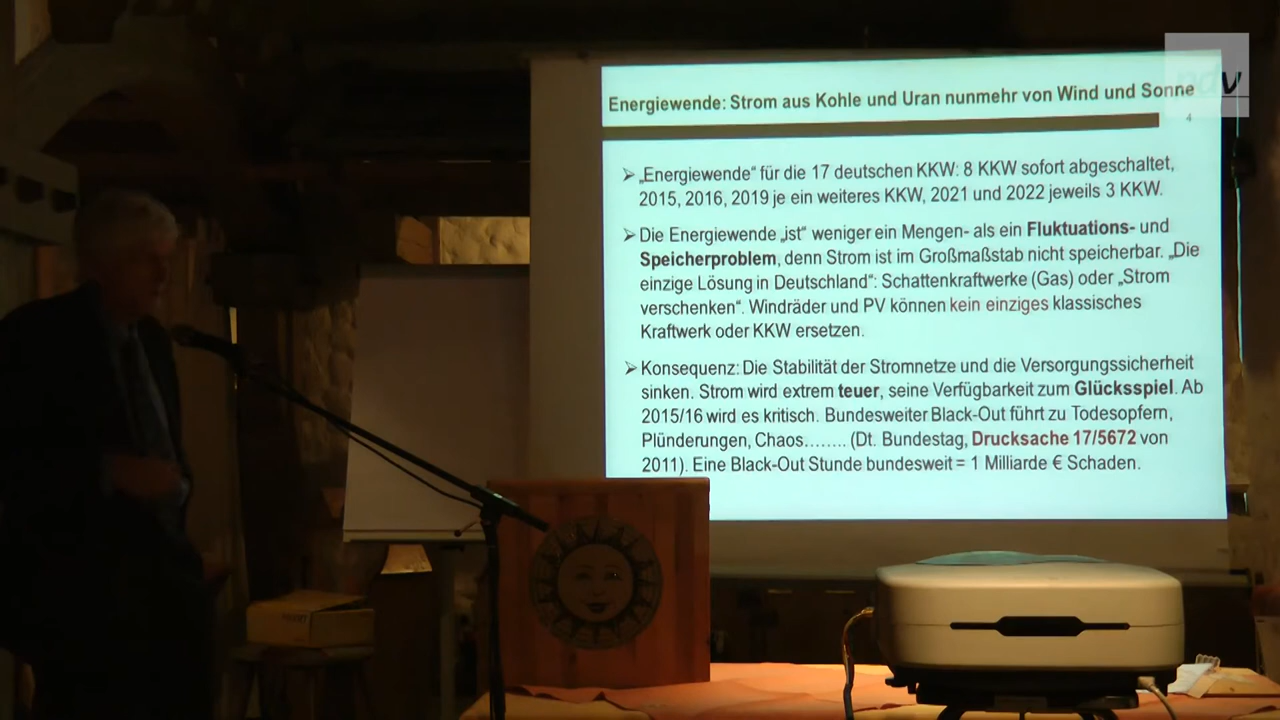 pdv
Energiewende: Strom aus Kohle und Uran nunmehr von Wind und Sonne
4
„Energiewende“ für die 17 deutschen KKW: 8 KKW sofort abgeschaltet,
2015, 2016, 2019 je ein weiteres KKW, 2021 und 2022 jeweils 3 KKW.
Die Energiewende „ist“ weniger ein Mengen- als ein Fluktuations- und
Speicherproblem, denn Strom ist im Großmaßstab nicht speicherbar. „Die
einzige Lösung in Deutschland“: Schattenkraftwerke (Gas) oder „Strom
verschenken“. Windräder und PV können kein einziges klassisches
Kraftwerk oder KKW ersetzen.
Konsequenz: Die Stabilität der Stromnetze und die Versorgungssicherheit
sinken. Strom wird extrem teuer, seine Verfügbarkeit zum Glücksspiel. Ab
2015/16 wird es kritisch. Bundesweiter Black-Out führt zu Todesopfern,
Plünderungen, Chaos…….. (Dt. Bundestag, Drucksache 17/5672 von
2011). Eine Black-Out Stunde bundesweit = 1 Milliarde € Schaden.